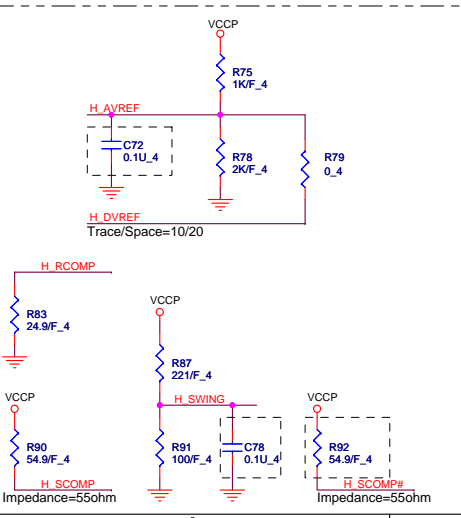 VCCP
R75
1K/F_4
H_AVREF
C72
0.1U_4
R78
2K/F_4
R79
0_4
H_DVREF
Trace/Space=10/20
H_RCOMP
R83
24.9/F_4
VCCP
R87
221/F_4
H_SWING
VCCP
R90
54.9/F_4
H_SCOMP
Impedance=55ohm
R91
100/F_4
C78
0.1U_4
VCCP
R92
54.9/F_4
H_SCOMP#
Impedance=55ohm